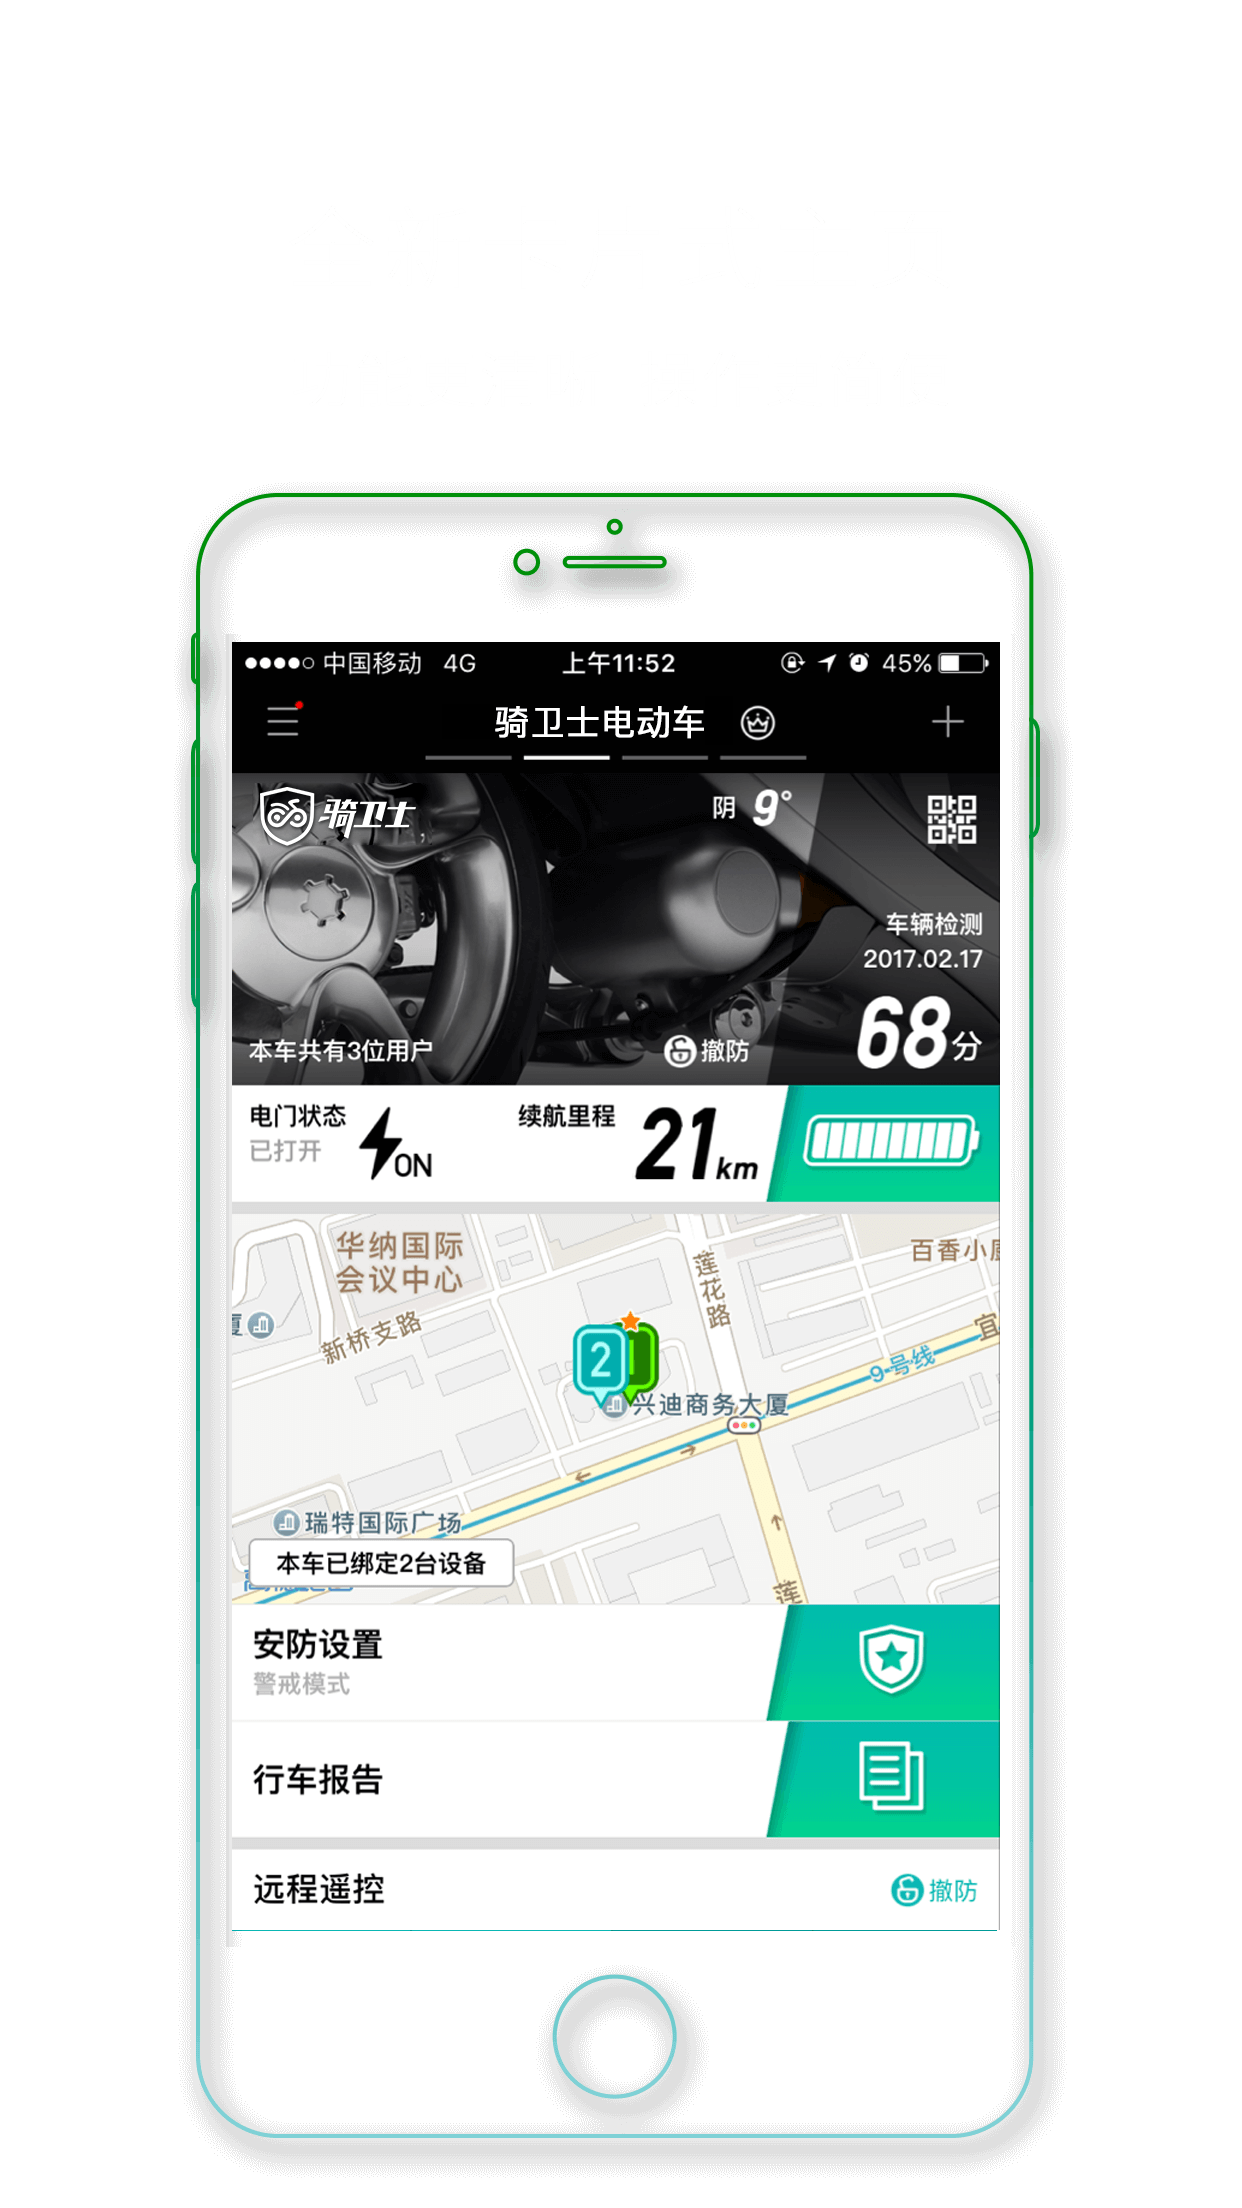 中国移动 4G 上午11:52 45%
骑卫士电动车
骑卫士 阴 9°
车辆检测
2017.02.17
68分
本车共有3位用户 撤防
电门状态
已打开
ON
续航里程 21km
华纳国际
会议中心
百香小
莲花路
新桥支路
厦
宜
9号线
2
兴迪商务大厦
瑞特国际广场
本车已绑定2台设备
莲
安防设置
警戒模式
行车报告
远程遥控 撤防